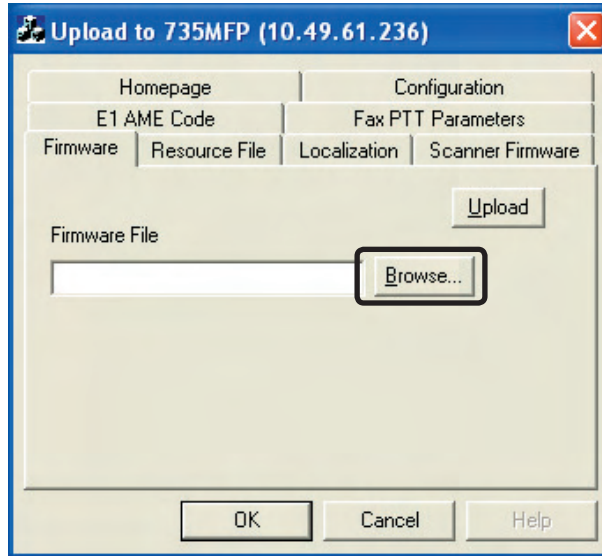 Upload to 735MFP (10.49.61.236)
Homepage
Configuration
E1 AME Code
Fax PTT Parameters
Firmware
Resource File
Localization
Scanner Firmware
Upload
Firmware File
Browse...
OK
Cancel
Help